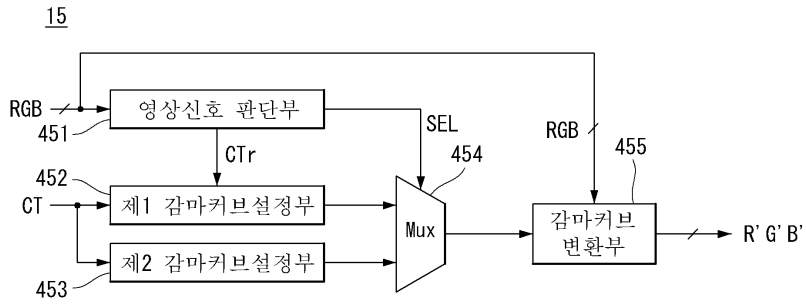 15
RGB
영상신호 판단부
451
SEL
CTr
RGB
454
455
452
CT
제1 감마커브설정부
Mux
감마커브
변환부
R'G'B'
제2 감마커브설정부
453